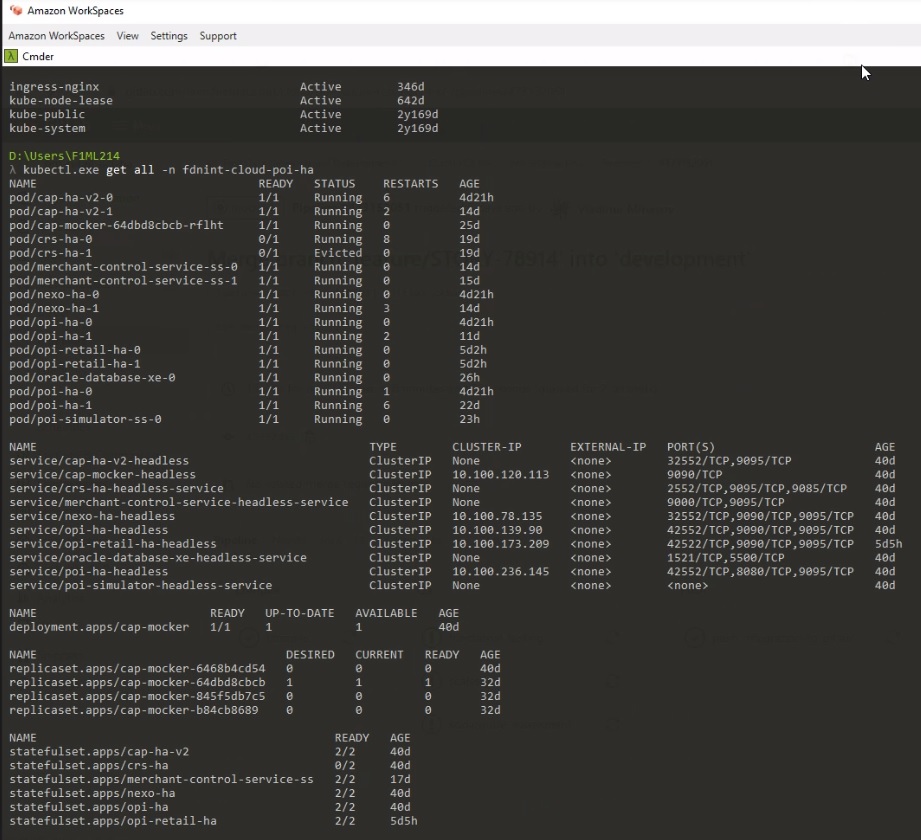 Amazon WorkSpaces
Amazon WorkSpaces View Settings Support
λ Cmder
ingress-nginx Active 346d
kube-node-lease Active 642d
kube-public Active 2y169d
kube-system Active 2y169d
D:\Users\F1ML214
λ kubectl.exe get all -n fdnint-cloud-poi-ha
NAME READY STATUS RESTARTS AGE
pod/cap-ha-v2-0 1/1 Running 6 4d21h
pod/cap-ha-v2-1 1/1 Running 2 14d
pod/cap-mocker-64dbd8cbcb-rflht 1/1 Running 0 25d
pod/crs-ha-0 0/1 Running 8 19d
pod/crs-ha-1 0/1 Evicted 0 19d
pod/merchant-control-service-ss-0 1/1 Running 0 14d
pod/merchant-control-service-ss-1 1/1 Running 0 15d
pod/nexo-ha-0 1/1 Running 0 4d21h
pod/nexo-ha-1 1/1 Running 3 14d
pod/opi-ha-0 1/1 Running 0 4d21h
pod/opi-ha-1 1/1 Running 2 11d
pod/opi-retail-ha-0 1/1 Running 0 5d2h
pod/opi-retail-ha-1 1/1 Running 0 5d2h
pod/oracle-database-xe-0 1/1 Running 0 26h
pod/poi-ha-0 1/1 Running 1 4d21h
pod/poi-ha-1 1/1 Running 6 22d
pod/poi-simulator-ss-0 1/1 Running 0 23h
NAME TYPE CLUSTER-IP EXTERNAL-IP PORT(S) AGE
service/cap-ha-v2-headless ClusterIP None <none> 32552/TCP,9095/TCP 40d
service/cap-mocker-headless ClusterIP 10.100.120.113 <none> 9090/TCP 40d
service/crs-ha-headless-service ClusterIP None <none> 2552/TCP,9095/TCP,9085/TCP 40d
service/merchant-control-service-headless-service ClusterIP None <none> 9000/TCP,9095/TCP 40d
service/nexo-ha-headless ClusterIP 10.100.78.135 <none> 32552/TCP,9090/TCP,9095/TCP 40d
service/opi-ha-headless ClusterIP 10.100.139.90 <none> 42552/TCP,9090/TCP,9095/TCP 40d
service/opi-retail-ha-headless ClusterIP 10.100.173.209 <none> 42522/TCP,9090/TCP,9095/TCP 5d5h
service/oracle-database-xe-headless-service ClusterIP None <none> 1521/TCP,5500/TCP 40d
service/poi-ha-headless ClusterIP 10.100.236.145 <none> 42552/TCP,8080/TCP,9095/TCP 40d
service/poi-simulator-headless-service ClusterIP None <none> <none> 40d
NAME READY UP-TO-DATE AVAILABLE AGE
deployment.apps/cap-mocker 1/1 1 1 40d
NAME DESIRED CURRENT READY AGE
replicaset.apps/cap-mocker-6468b4cd54 0 0 0 40d
replicaset.apps/cap-mocker-64dbd8cbcb 1 1 1 32d
replicaset.apps/cap-mocker-845f5db7c5 0 0 0 32d
replicaset.apps/cap-mocker-b84cb8689 0 0 0 32d
NAME READY AGE
statefulset.apps/cap-ha-v2 2/2 40d
statefulset.apps/crs-ha 0/2 40d
statefulset.apps/merchant-control-service-ss 2/2 17d
statefulset.apps/nexo-ha 2/2 40d
statefulset.apps/opi-ha 2/2 40d
statefulset.apps/opi-retail-ha 2/2 5d5h